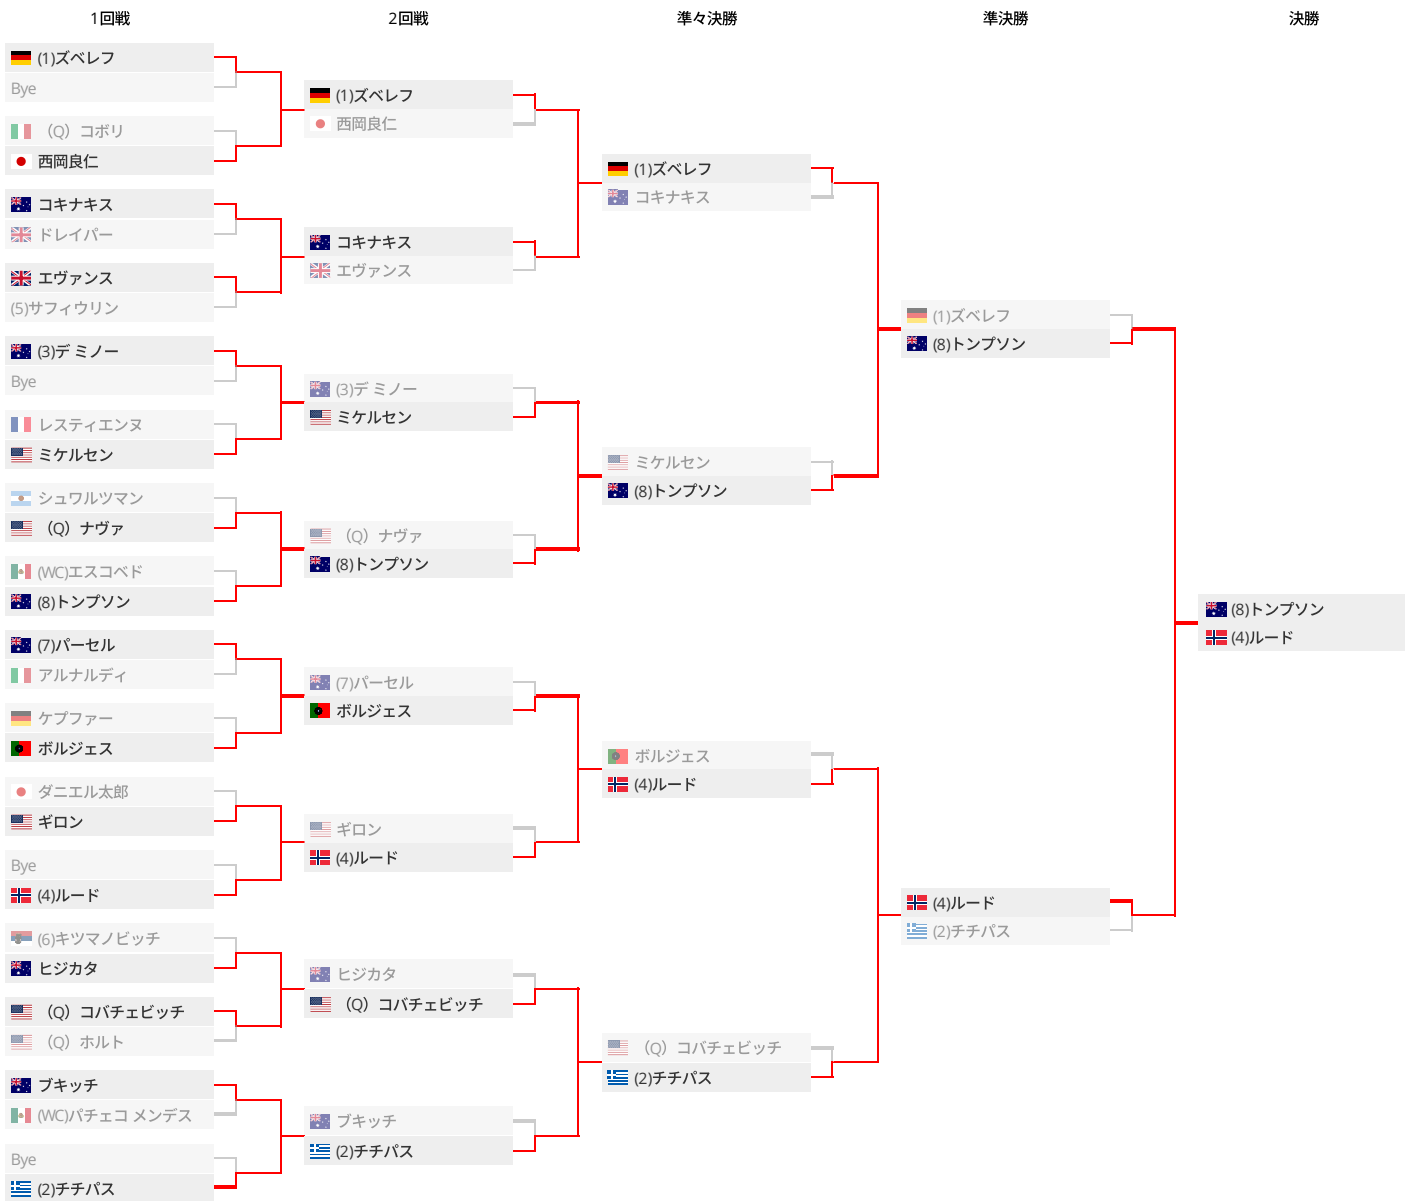 1回戦
2回戦
準々決勝
準決勝
決勝
(1)ズベレフ
Bye
（Q）コボリ
西岡良仁
コキナキス
ドレイパー
エヴァンス
(5)サフィウリン
(3)デ ミノー
Bye
レスティエンヌ
ミケルセン
シュワルツマン
（Q）ナヴァ
(WC)エスコベド
(8)トンプソン
(7)パーセル
アルナルディ
ケプファー
ボルジェス
ダニエル太郎
ギロン
Bye
(4)ルード
(6)キツマノビッチ
ヒジカタ
（Q）コバチェビッチ
（Q）ホルト
ブキッチ
(WC)パチェコ メンデス
Bye
(2)チチパス
(1)ズベレフ
西岡良仁
コキナキス
エヴァンス
(3)デ ミノー
ミケルセン
（Q）ナヴァ
(8)トンプソン
(7)パーセル
ボルジェス
ギロン
(4)ルード
ヒジカタ
（Q）コバチェビッチ
ブキッチ
(2)チチパス
(1)ズベレフ
コキナキス
ミケルセン
(8)トンプソン
ボルジェス
(4)ルード
（Q）コバチェビッチ
(2)チチパス
(1)ズベレフ
(8)トンプソン
(4)ルード
(2)チチパス
(8)トンプソン
(4)ルード